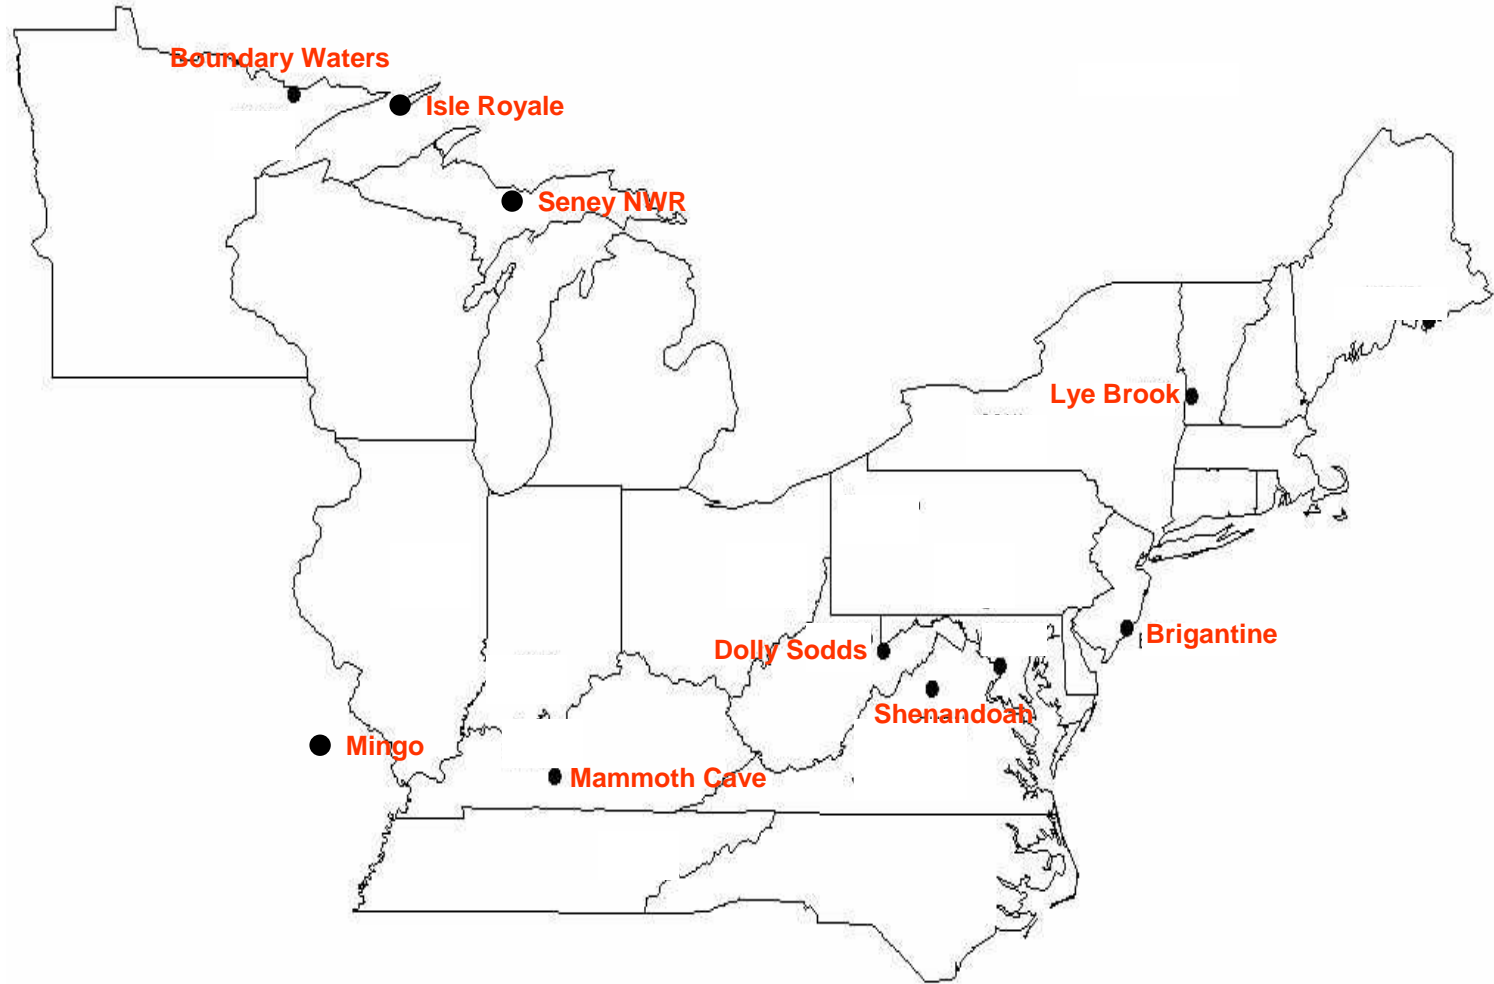 Boundary Waters
Isle Royale
Seney NWR
Lye Brook
Brigantine
Dolly Sodds
Shenandoah
Mingo
Mammoth Cave